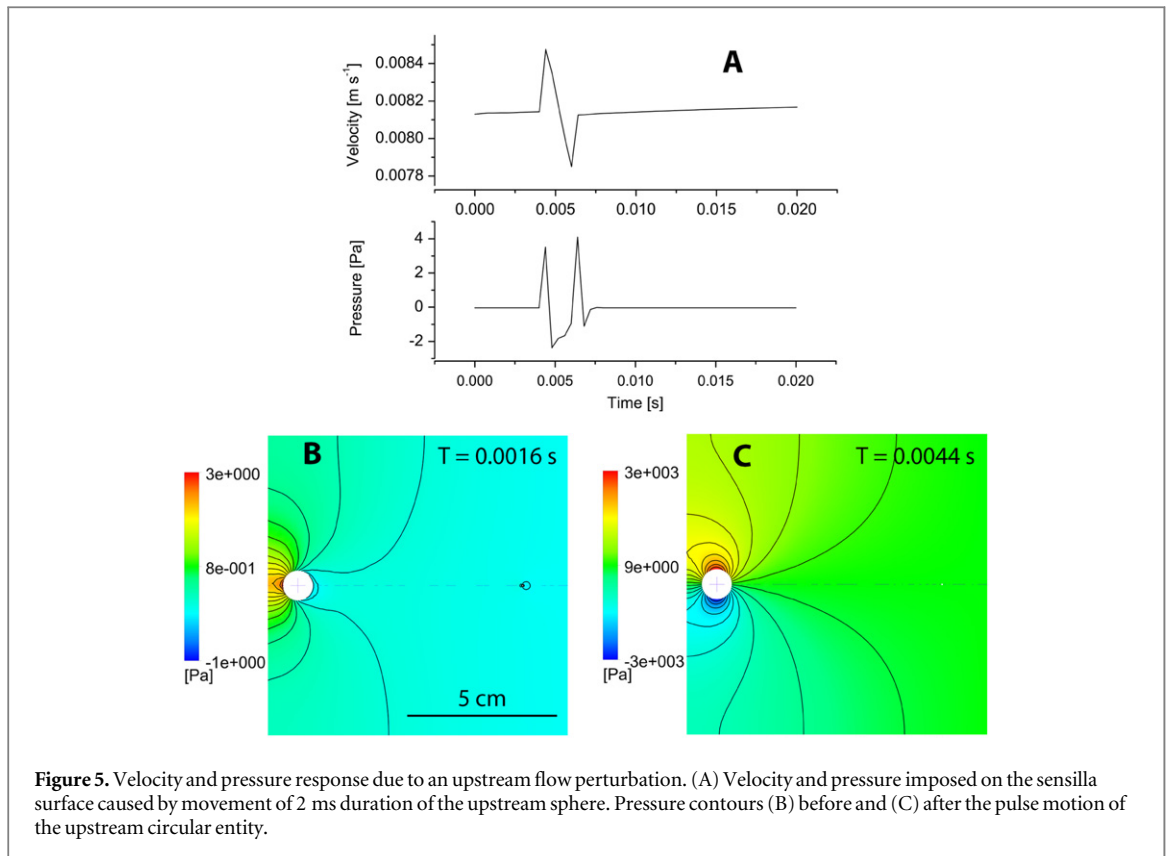 A
Velocity [m s⁻¹]
0.0084
0.0082
0.0080
0.0078
0.000 0.005 0.010 0.015 0.020
Pressure [Pa]
4
2
0
-2
0.000 0.005 0.010 0.015 0.020
Time [s]
B
T = 0.0016 s
3e+000
8e-001
-1e+000
[Pa]
5 cm
C
T = 0.0044 s
3e+003
9e+000
-3e+003
[Pa]
Figure 5. Velocity and pressure response due to an upstream flow perturbation. (A) Velocity and pressure imposed on the sensilla
surface caused by movement of 2 ms duration of the upstream sphere. Pressure contours (B) before and (C) after the pulse motion of
the upstream circular entity.